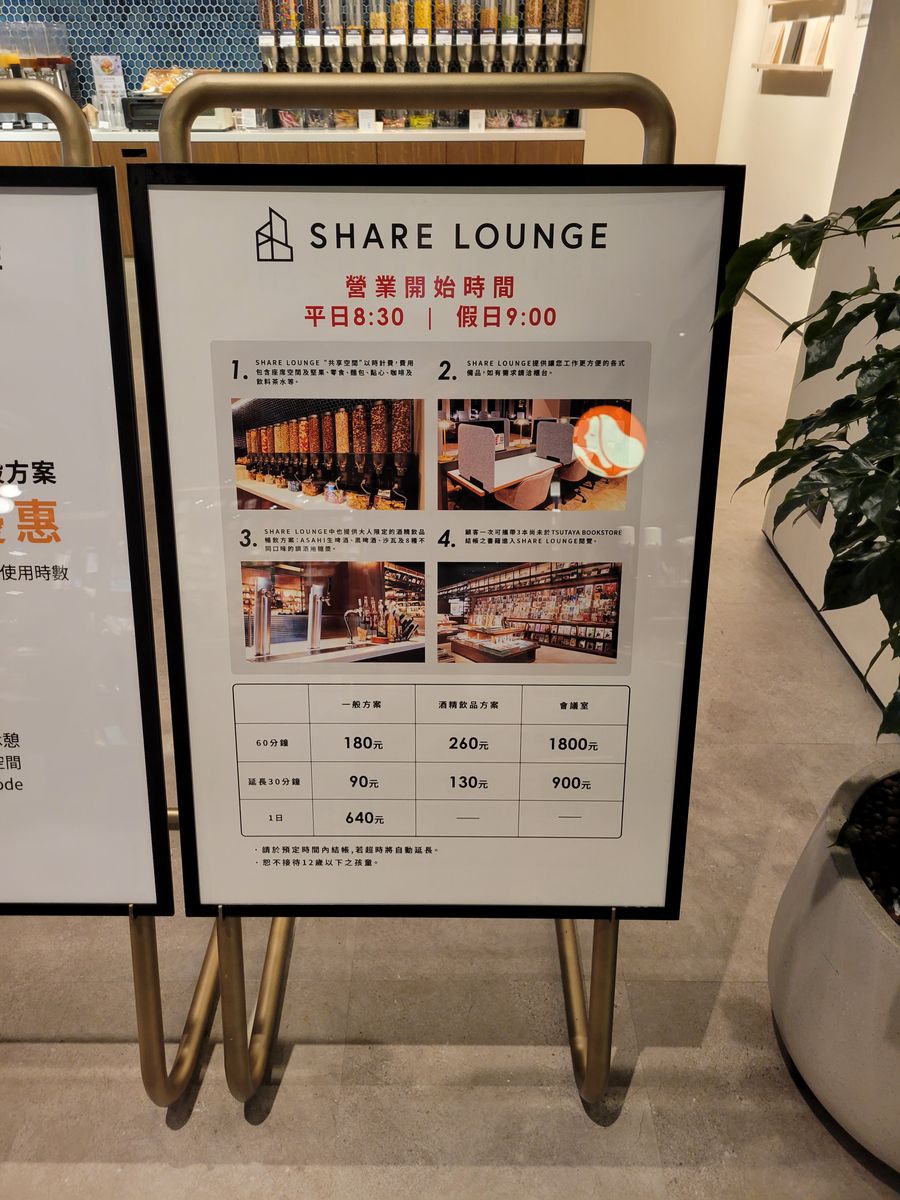 SHARE LOUNGE
營業開始時間
平日8:30 | 假日9:00
1.
SHARE LOUNGE "共享空間"以時計費,費用
包含座席空間及堅果、零食、麵包、點心、咖啡及
飲料茶水等。
2.
SHARE LOUNGE提供讓您工作更方便的各式
備品,如有需求請洽櫃台。
3.
SHARE LOUNGE中也提供大人限定的酒精飲品
暢飲方案:ASAHI生啤酒、黑啤酒、沙瓦及8種不
同口味的調酒用糖漿。
4.
顧客一次可攜帶3本尚未於TSUTAYA BOOKSTORE
結帳之書籍進入SHARE LOUNGE閱覽。
一般方案 酒精飲品方案 會議室
60分鐘 180元 260元 1800元
延長30分鐘 90元 130元 900元
1日 640元 — —
・請於預定時間內結帳,若超時將自動延長。
・恕不接待12歲以下之孩童。
方案
惠
使用時數
憩
空間
ode